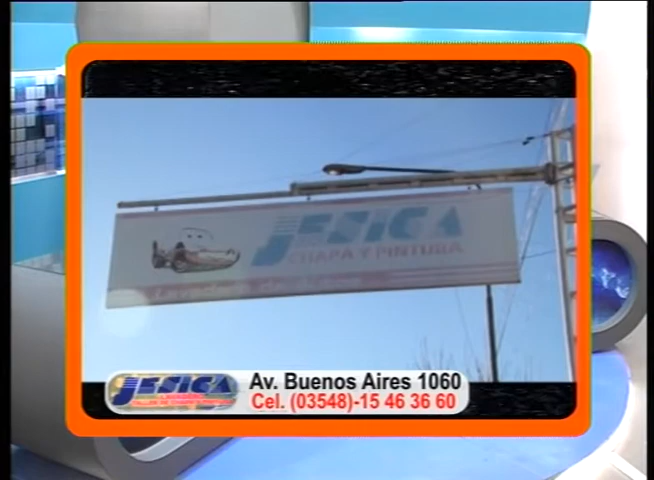 JESICA
CHAPA Y PINTURA
JESICA
Av. Buenos Aires 1060
Cel. (03548)-15 46 36 60